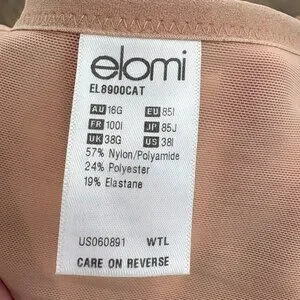 elomi
EL8900CAT
AU 16G EU 85I
FR 100I JP 85J
UK 38G US 38I
57% Nylon/Polyamide
24% Polyester
19% Elastane
US060891 WTL
CARE ON REVERSE